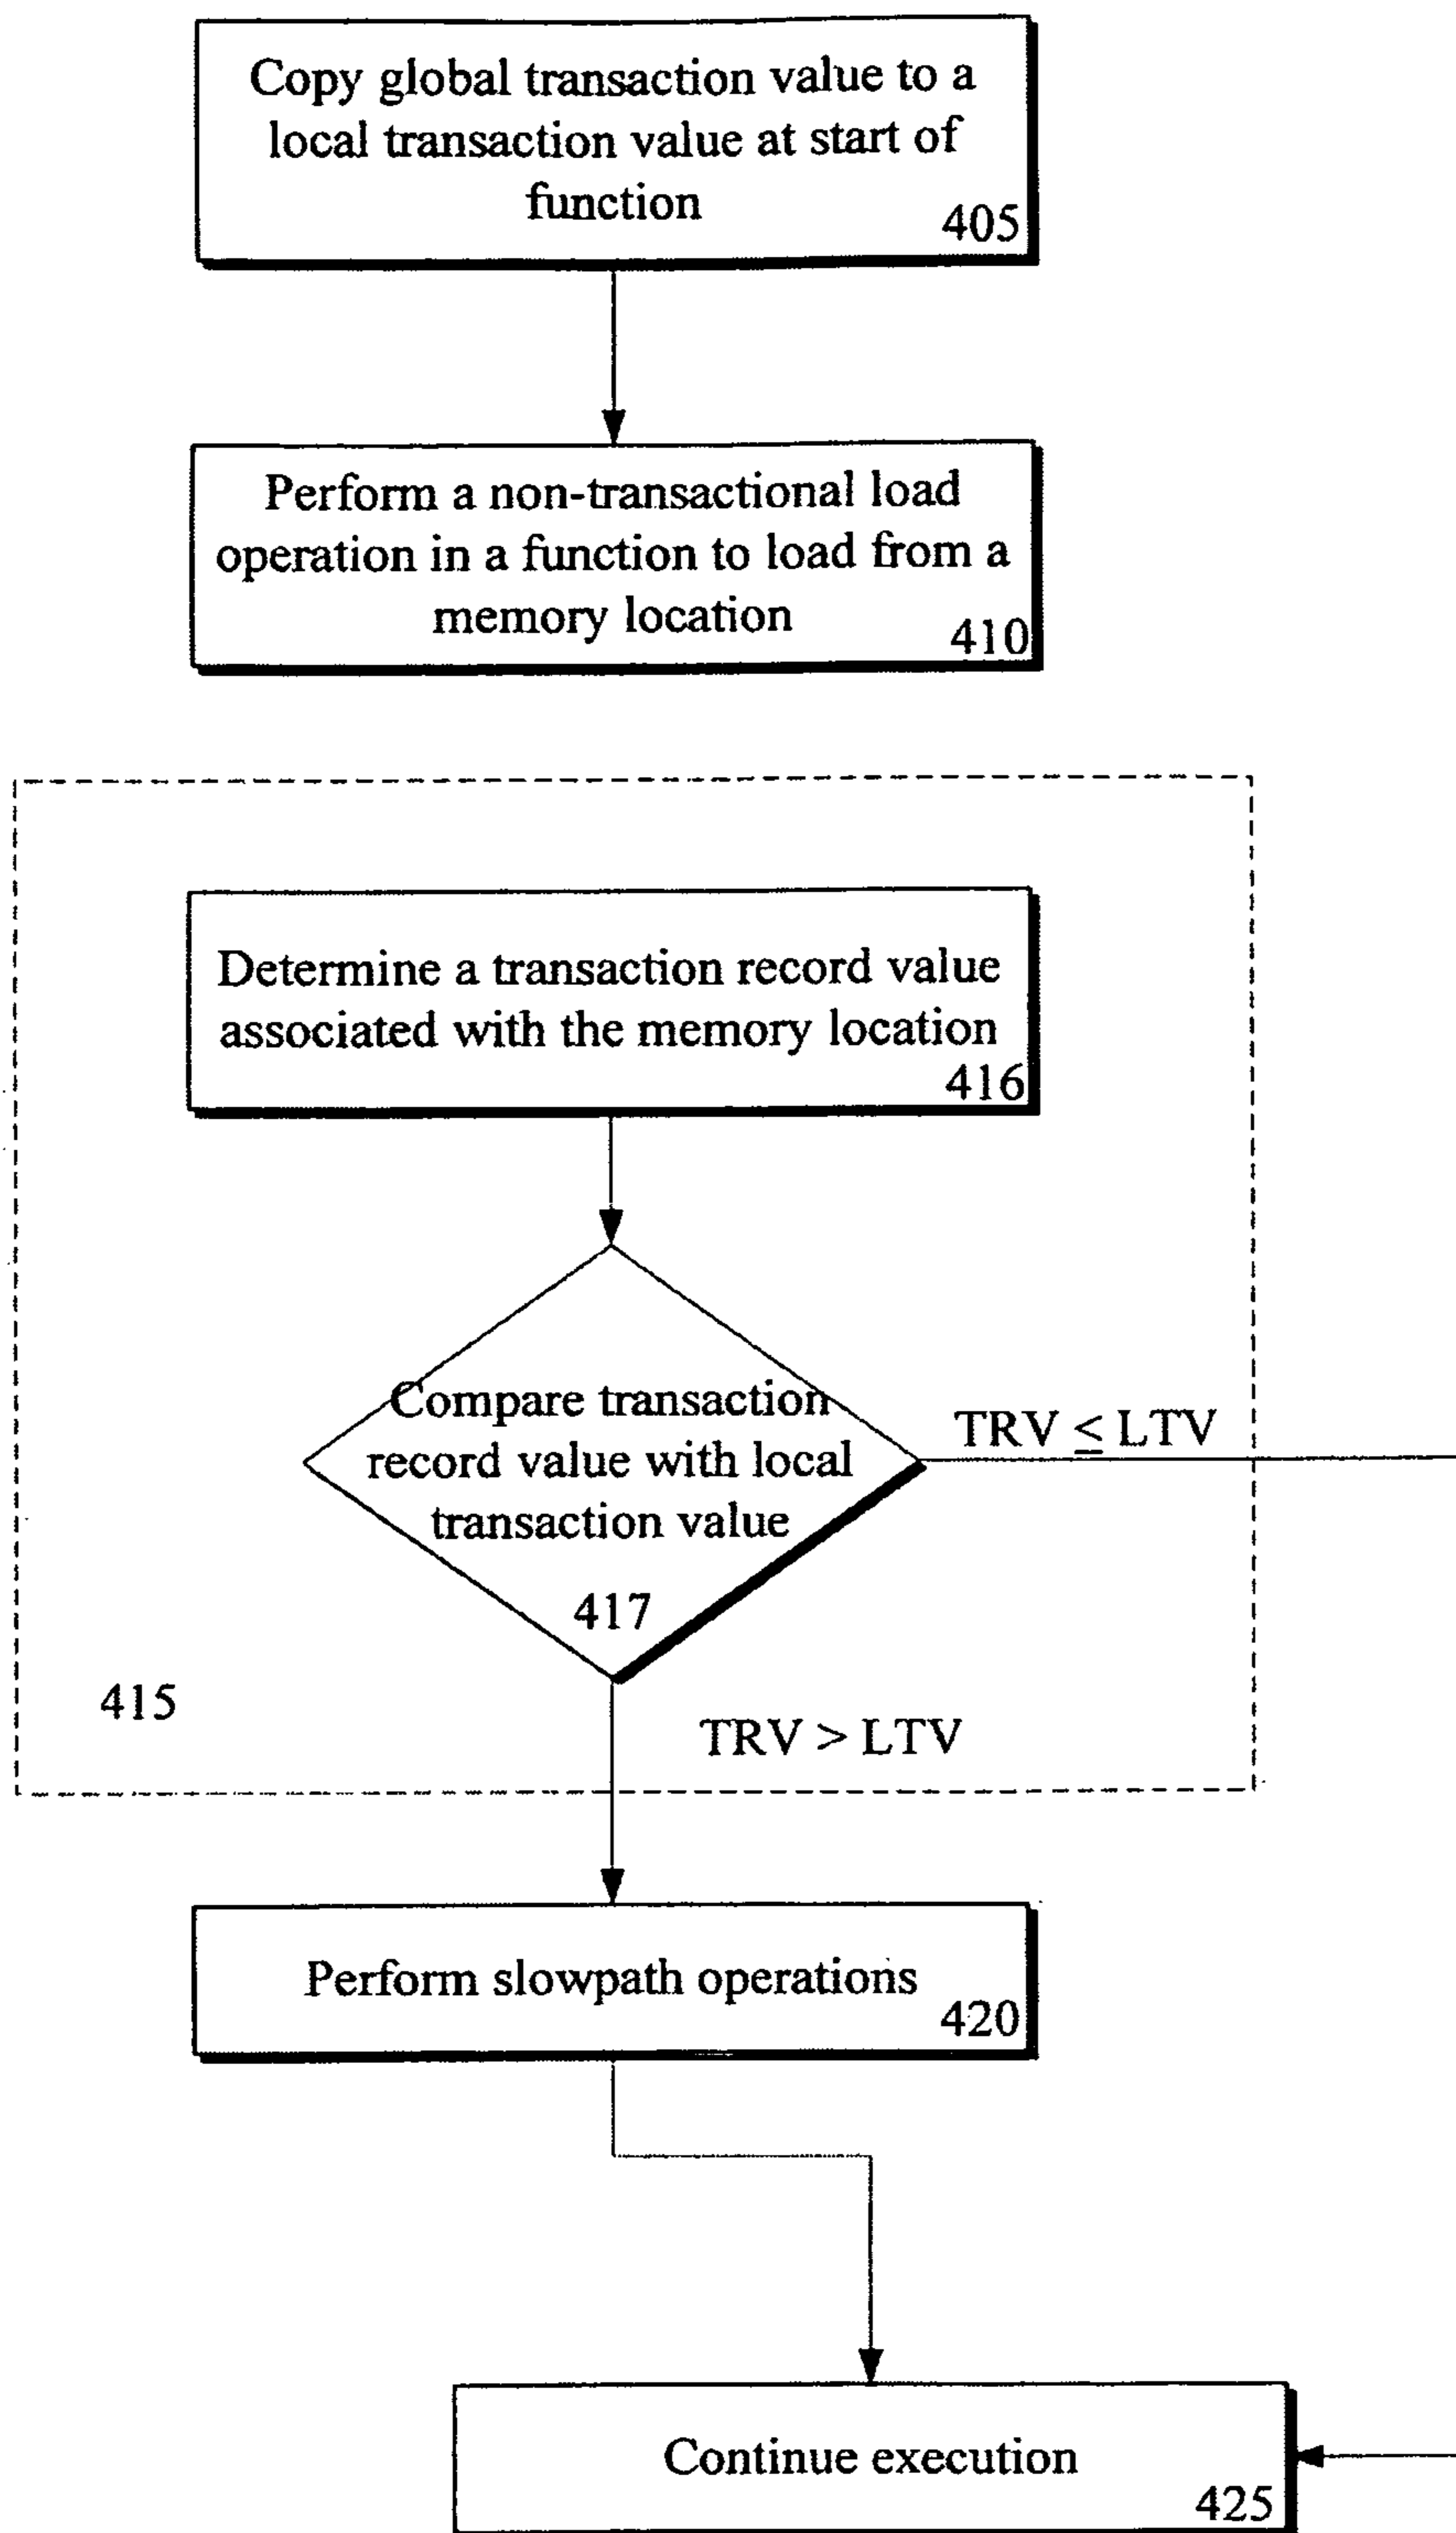 Copy global transaction value to a
local transaction value at start of
function
405
Perform a non-transactional load
operation in a function to load from a
memory location
410
Determine a transaction record value
associated with the memory location
416
Compare transaction
record value with local
transaction value
417
TRV ≤ LTV
415
TRV > LTV
Perform slowpath operations
420
Continue execution
425